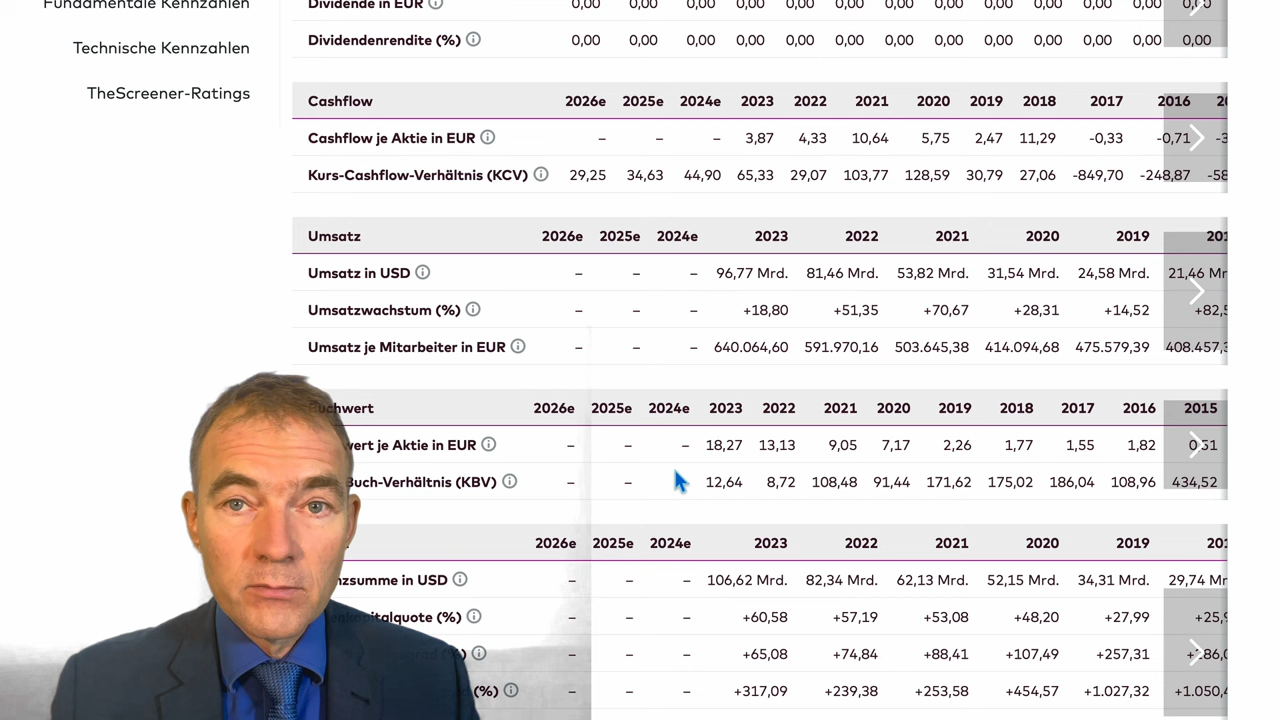 Fundamentale Kennzahlen
Technische Kennzahlen
TheScreener-Ratings
Dividende in EUR 0,00 0,00 0,00 0,00 0,00 0,00 0,00 0,00 0,00 0,00 0,00 0,00 0,00
Dividendenrendite (%) 0,00 0,00 0,00 0,00 0,00 0,00 0,00 0,00 0,00 0,00 0,00 0,00
Cashflow 2026e 2025e 2024e 2023 2022 2021 2020 2019 2018 2017 2016
Cashflow je Aktie in EUR – – – 3,87 4,33 10,64 5,75 2,47 11,29 -0,33 -0,71
Kurs-Cashflow-Verhältnis (KCV) 29,25 34,63 44,90 65,33 29,07 103,77 128,59 30,79 27,06 -849,70 -248,87
Umsatz 2026e 2025e 2024e 2023 2022 2021 2020 2019
Umsatz in USD – – – 96,77 Mrd. 81,46 Mrd. 53,82 Mrd. 31,54 Mrd. 24,58 Mrd. 21,46
Umsatzwachstum (%) – – – +18,80 +51,35 +70,67 +28,31 +14,52
Umsatz je Mitarbeiter in EUR – – – 640.064,60 591.970,16 503.645,38 414.094,68 475.579,39
Buchwert 2026e 2025e 2024e 2023 2022 2021 2020 2019 2018 2017 2016 2015
wert je Aktie in EUR – – – 18,27 13,13 9,05 7,17 2,26 1,77 1,55 1,82 0,51
Buch-Verhältnis (KBV) – – 12,64 8,72 108,48 91,44 171,62 175,02 186,04 108,96 434,52
2026e 2025e 2024e 2023 2022 2021 2020 2019
nzsumme in USD – – – 106,62 Mrd. 82,34 Mrd. 62,13 Mrd. 52,15 Mrd. 34,31 Mrd. 29,74
kapitalquote (%) – – – +60,58 +57,19 +53,08 +48,20 +27,99
– – – +65,08 +74,84 +88,41 +107,49 +257,31
(%) – – – +317,09 +239,38 +253,58 +454,57 +1.027,32